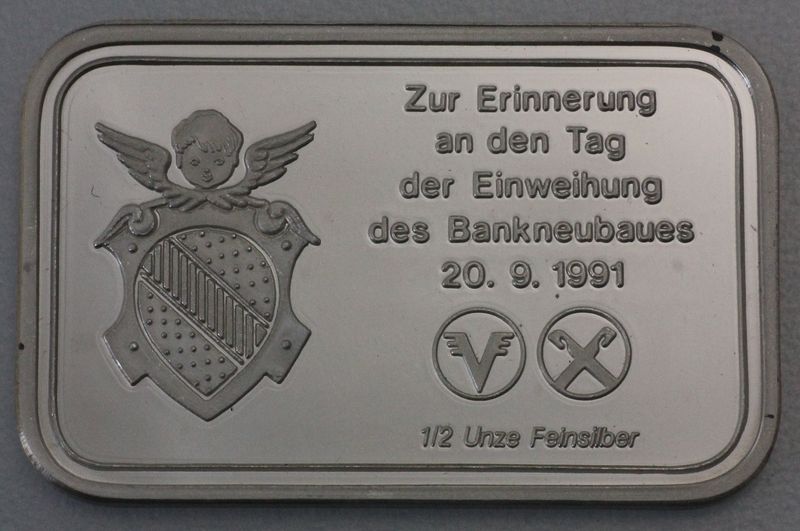 Zur Erinnerung
an den Tag
der Einweihung
des Bankneubaues
20. 9. 1991
1/2 Unze Feinsilber